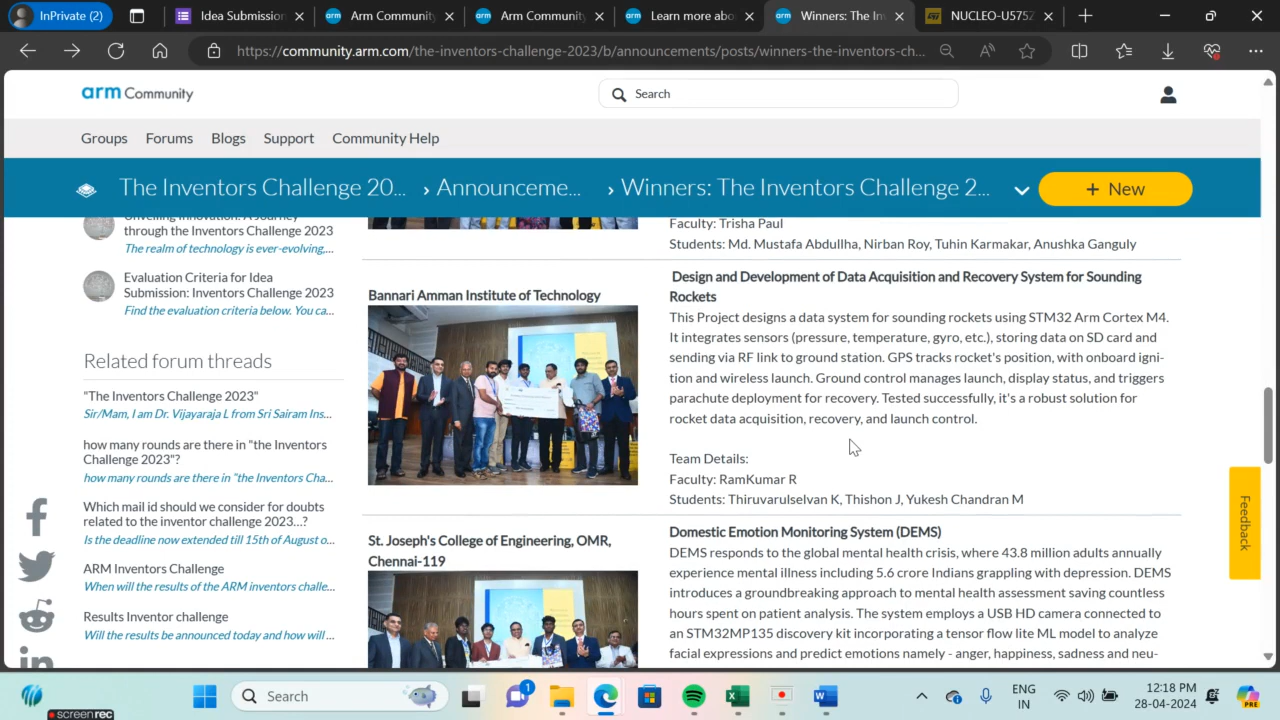 InPrivate (2)
Idea Submission
Arm Community
Arm Community
Learn more abo
Winners: The In
NUCLEO-U575Z
https://community.arm.com/the-inventors-challenge-2023/b/announcements/posts/winners-the-inventors-ch...
arm Community
Search
Groups
Forums
Blogs
Support
Community Help
The Inventors Challenge 20...
› Announceme...
› Winners: The Inventors Challenge 2...
+ New
Unveiling Innovation: A Journey
through the Inventors Challenge 2023
The realm of technology is ever-evolving,...
Evaluation Criteria for Idea
Submission: Inventors Challenge 2023
Find the evaluation criteria below. You ca...
Related forum threads
"The Inventors Challenge 2023"
Sir/Mam, I am Dr. Vijayaraja L from Sri Sairam Ins...
how many rounds are there in "the Inventors
Challenge 2023"?
how many rounds are there in "the Inventors Cha...
Which mail id should we consider for doubts
related to the inventor challenge 2023...?
Is the deadline now extended till 15th of August o...
ARM Inventors Challenge
When will the results of the ARM inventors challe...
Results Inventor challenge
Will the results be announced today and how will ...
Faculty: Trisha Paul
Students: Md. Mustafa Abdullha, Nirban Roy, Tuhin Karmakar, Anushka Ganguly
Bannari Amman Institute of Technology
Design and Development of Data Acquisition and Recovery System for Sounding
Rockets
This Project designs a data system for sounding rockets using STM32 Arm Cortex M4.
It integrates sensors (pressure, temperature, gyro, etc.), storing data on SD card and
sending via RF link to ground station. GPS tracks rocket's position, with onboard igni-
tion and wireless launch. Ground control manages launch, display status, and triggers
parachute deployment for recovery. Tested successfully, it's a robust solution for
rocket data acquisition, recovery, and launch control.
Team Details:
Faculty: RamKumar R
Students: Thiruvarulselvan K, Thishon J, Yukesh Chandran M
St. Joseph's College of Engineering, OMR,
Chennai-119
Domestic Emotion Monitoring System (DEMS)
DEMS responds to the global mental health crisis, where 43.8 million adults annually
experience mental illness including 5.6 crore Indians grappling with depression. DEMS
introduces a groundbreaking approach to mental health assessment saving countless
hours spent on patient analysis. The system employs a USB HD camera connected to
an STM32MP135 discovery kit incorporating a tensor flow lite ML model to analyze
facial expressions and predict emotions namely - anger, happiness, sadness and neu-
Feedback
Search
1
ENG
IN
12:18 PM
28-04-2024
PRE
screenrec